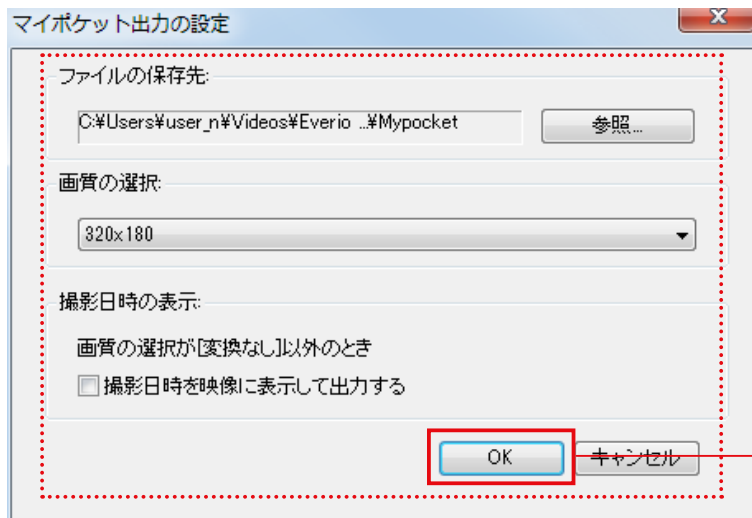 マイポケット出力の設定
ファイルの保存先:
C:¥Users¥user_n¥Videos¥Everio ...¥Mypocket
参照...
画質の選択:
320x180
撮影日時の表示:
画質の選択が[変換なし]以外のとき
撮影日時を映像に表示して出力する
OK
キャンセル